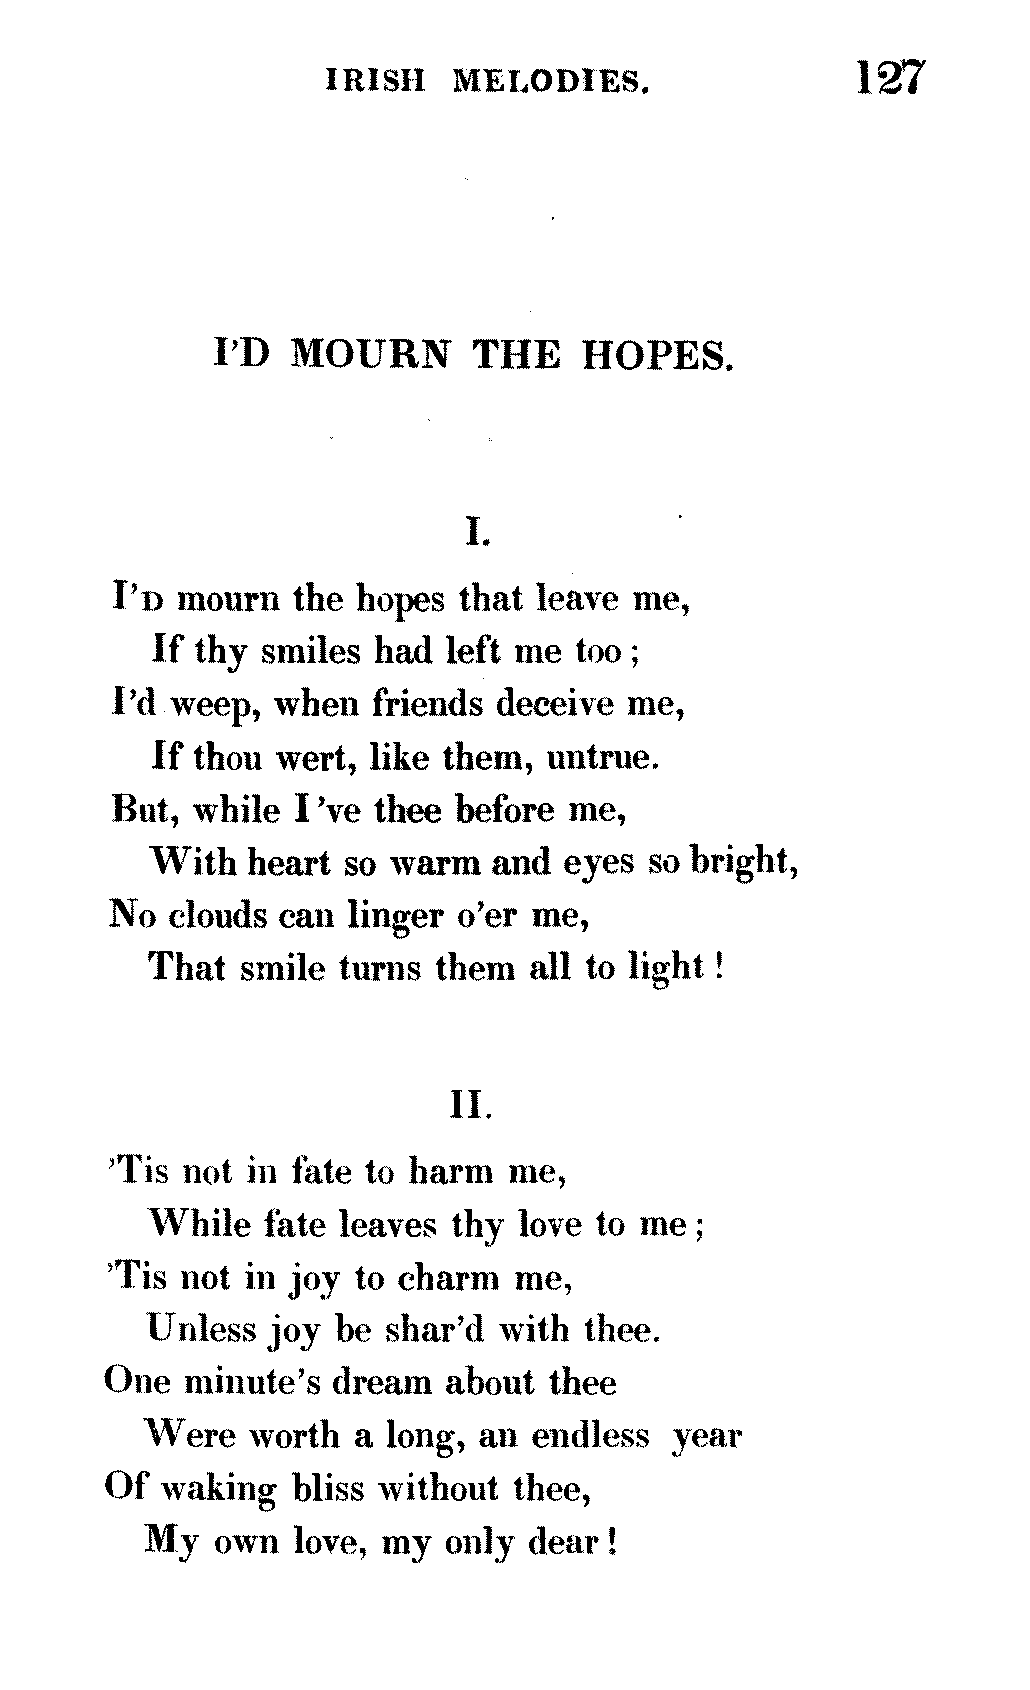 IRISH MELODIES. 127
I'D MOURN THE HOPES.
I.
I'D mourn the hopes that leave me,
If thy smiles had left me too;
I'd weep, when friends deceive me,
If thou wert, like them, untrue.
But, while I 've thee before me,
With heart so warm and eyes so bright,
No clouds can linger o'er me,
That smile turns them all to light!
II.
'Tis not in fate to harm me,
While fate leaves thy love to me;
'Tis not in joy to charm me,
Unless joy be shar'd with thee.
One minute's dream about thee
Were worth a long, an endless year
Of waking bliss without thee,
My own love, my only dear!